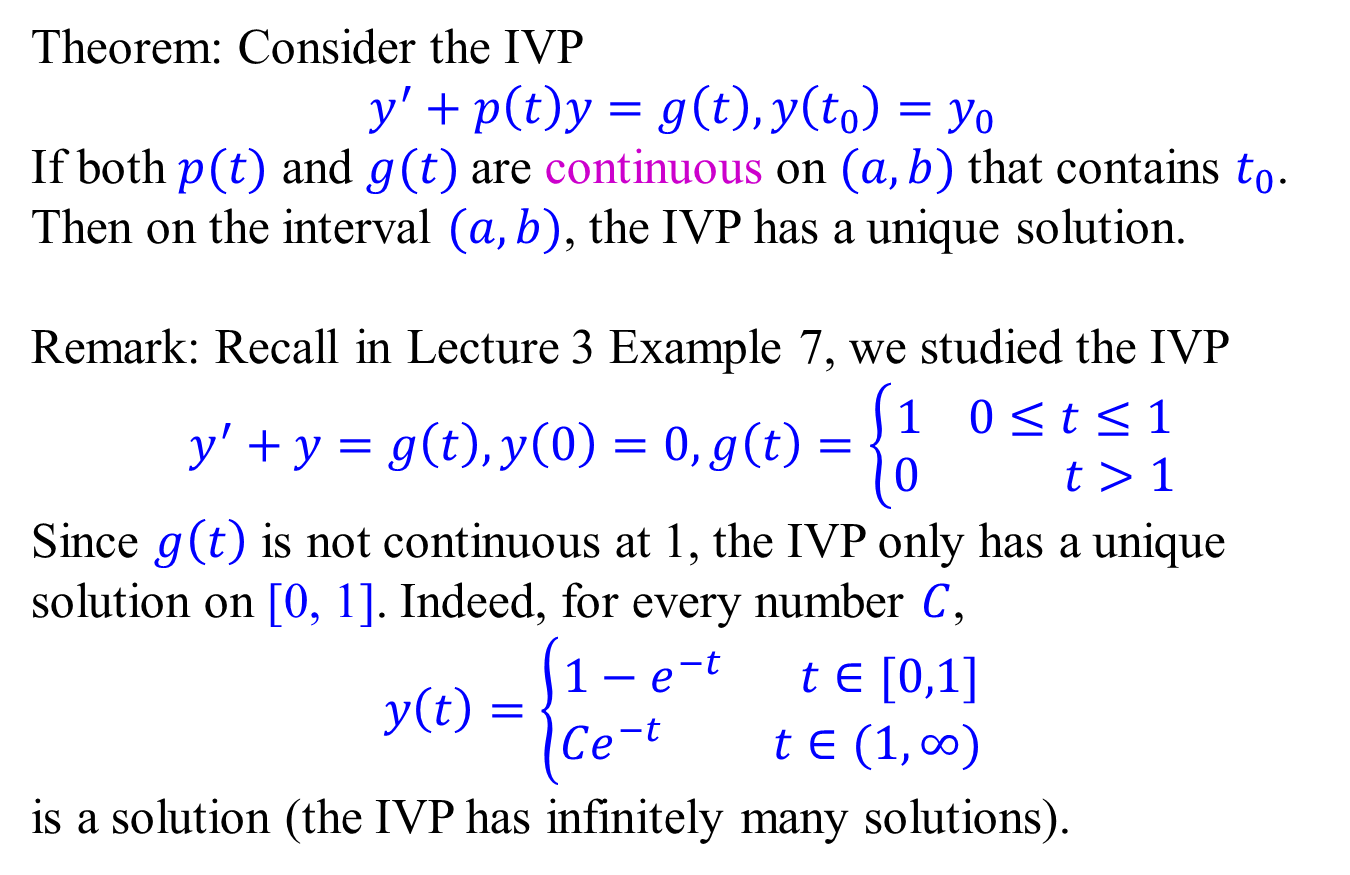 Theorem: Consider the IVP
y′ + p(t)y = g(t), y(t₀) = y₀
If both p(t) and g(t) are continuous on (a, b) that contains t₀.
Then on the interval (a, b), the IVP has a unique solution.
Remark: Recall in Lecture 3 Example 7, we studied the IVP
y′ + y = g(t), y(0) = 0, g(t) = {1 0 ≤ t ≤ 1
0 t > 1
Since g(t) is not continuous at 1, the IVP only has a unique
solution on [0, 1]. Indeed, for every number C,
y(t) = {1 − e⁻ᵗ t ∈ [0,1]
Ce⁻ᵗ t ∈ (1, ∞)
is a solution (the IVP has infinitely many solutions).